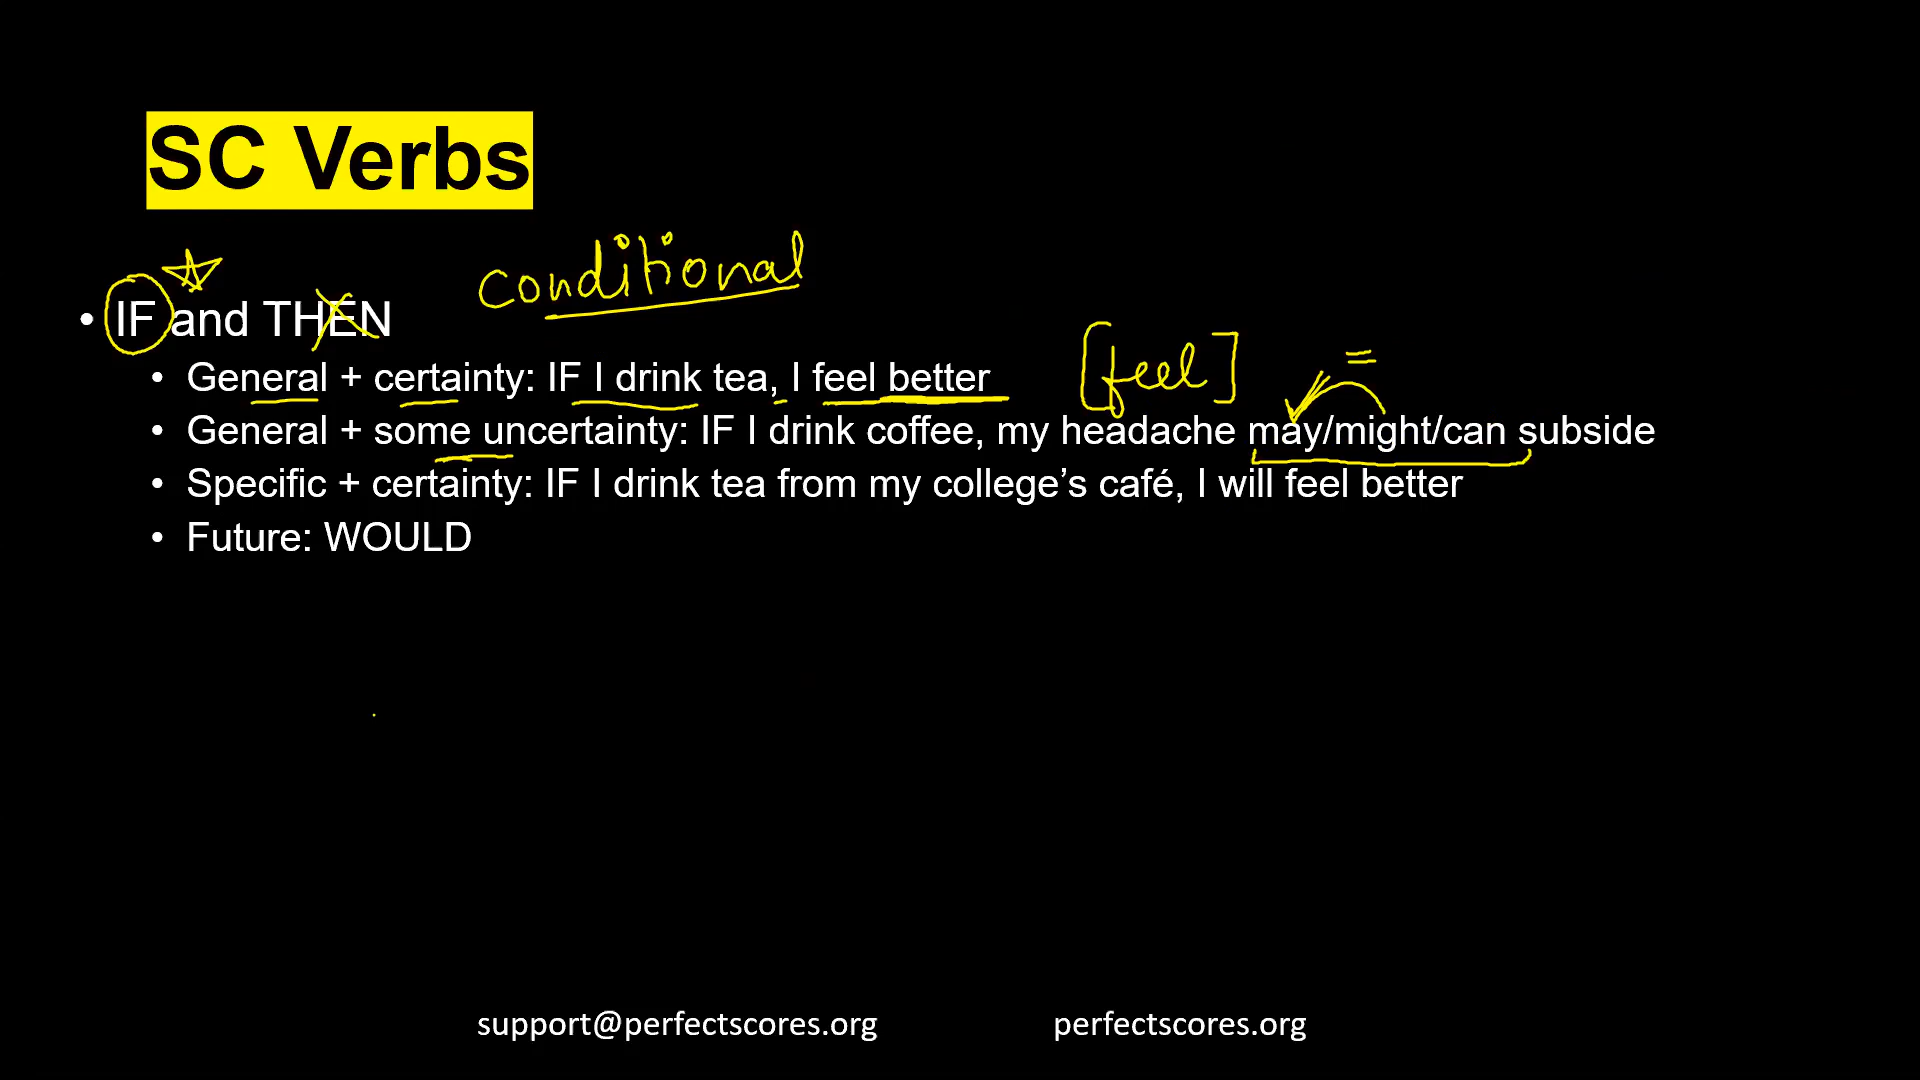 SC Verbs
conditional
• IF and THEN
[feel] =
• General + certainty: IF I drink tea, I feel better
• General + some uncertainty: IF I drink coffee, my headache may/might/can subside
• Specific + certainty: IF I drink tea from my college’s café, I will feel better
• Future: WOULD
support@perfectscores.org
perfectscores.org